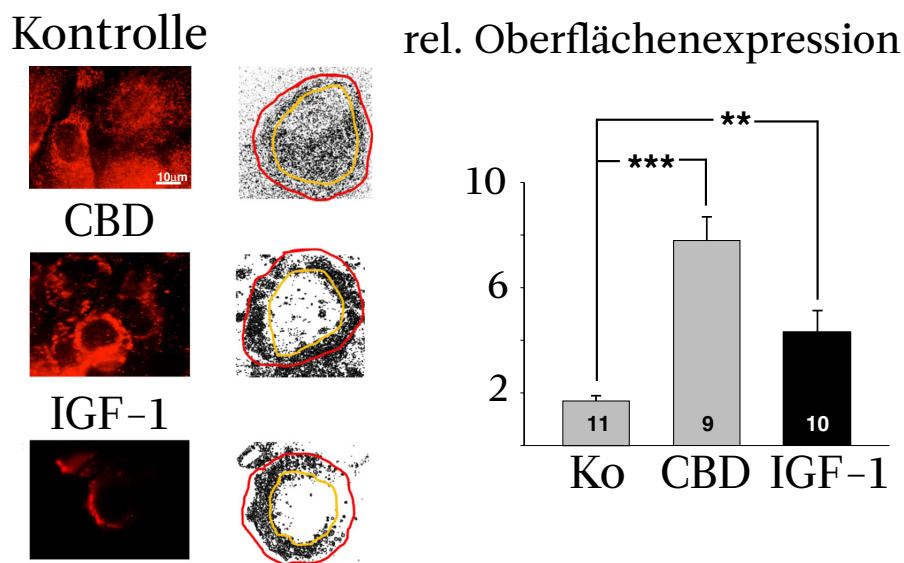 Kontrolle
10µm
CBD
IGF-1
rel. Oberflächenexpression
**
***
10
6
2
11
9
10
Ko CBD IGF-1